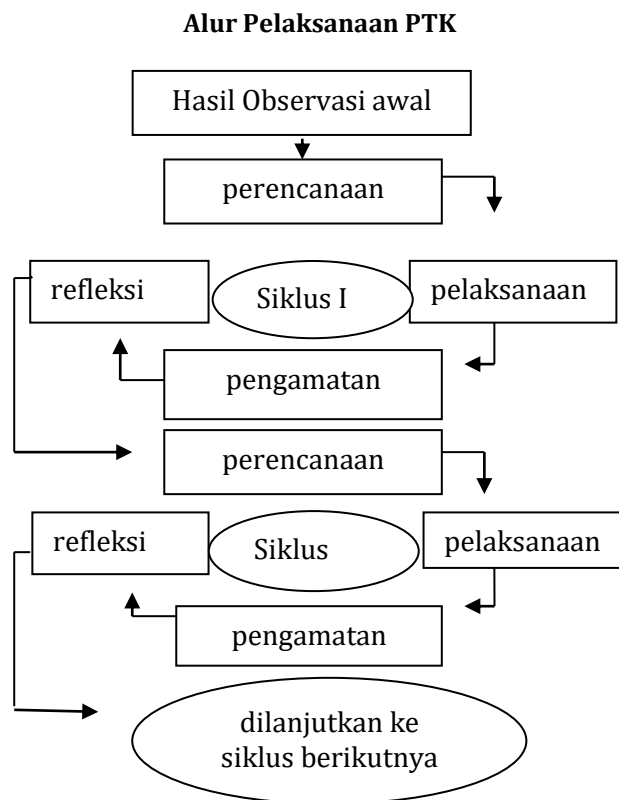 Alur Pelaksanaan PTK
Hasil Observasi awal
perencanaan
refleksi
Siklus I
pelaksanaan
pengamatan
perencanaan
refleksi
Siklus
pelaksanaan
pengamatan
dilanjutkan ke
siklus berikutnya